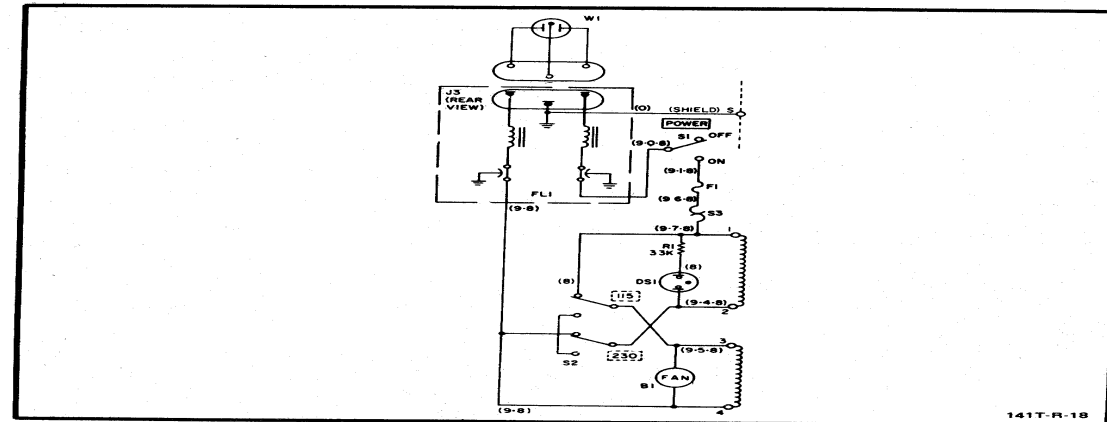 W1
J3
(REAR
VIEW)
(0)
(SHIELD) S
POWER
S1
OFF
(9-0-8)
ON
(9-1-8)
F1
FL1
(9-6-8)
(9-8)
S3
(9-7-8)
1
R1
33K
(8)
(8)
DS1
115
(9-4-8)
2
3
230
(9-5-8)
S2
FAN
B1
(9-8)
4
141T-R-18